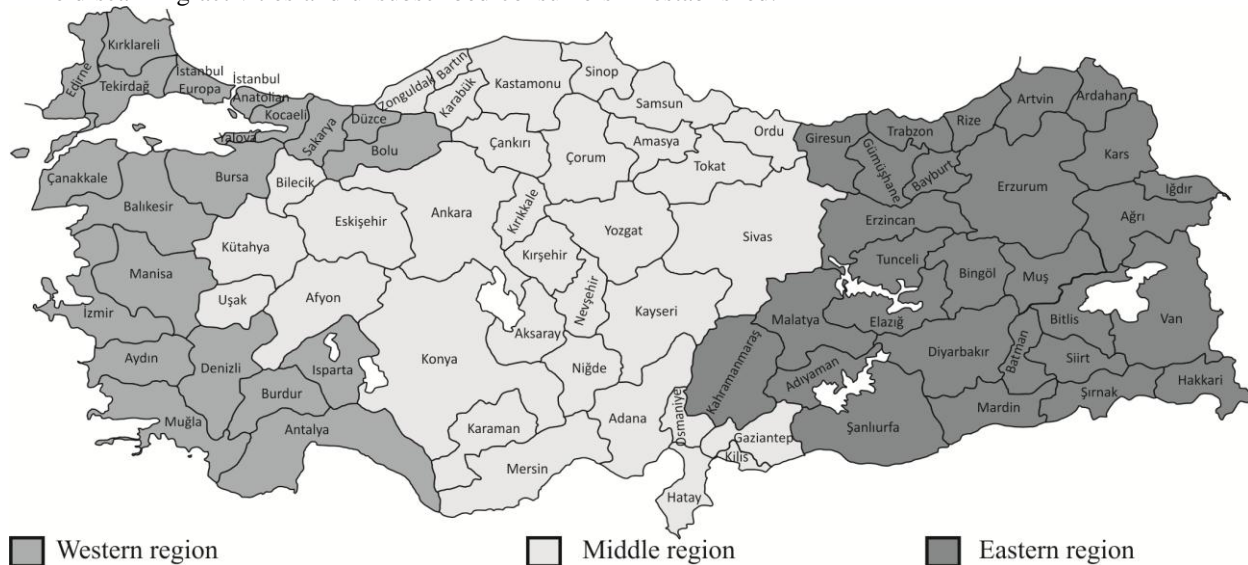 Kırklareli
Edirne
Tekirdağ
İstanbul
Europa
İstanbul
Anatolian
Kocaeli
Yalova
Sakarya
Düzce
Bolu
Zonguldak
Bartın
Karabük
Kastamonu
Sinop
Samsun
Ordu
Çankırı
Çorum
Amasya
Tokat
Giresun
Trabzon
Rize
Artvin
Ardahan
Gümüşhane
Bayburt
Erzurum
Kars
Iğdır
Ağrı
Çanakkale
Balıkesir
Bursa
Bilecik
Eskişehir
Ankara
Kırıkkale
Yozgat
Sivas
Erzincan
Tunceli
Bingöl
Muş
Kütahya
Kırşehir
Manisa
Uşak
Afyon
Nevşehir
Kayseri
Malatya
Elazığ
Bitlis
Van
İzmir
Aksaray
Konya
Niğde
Kahramanmaraş
Adıyaman
Diyarbakır
Batman
Siirt
Hakkari
Şırnak
Mardin
Şanlıurfa
Aydın
Denizli
Isparta
Burdur
Muğla
Antalya
Karaman
Mersin
Adana
Osmaniye
Gaziantep
Kilis
Hatay
Western region
Middle region
Eastern region